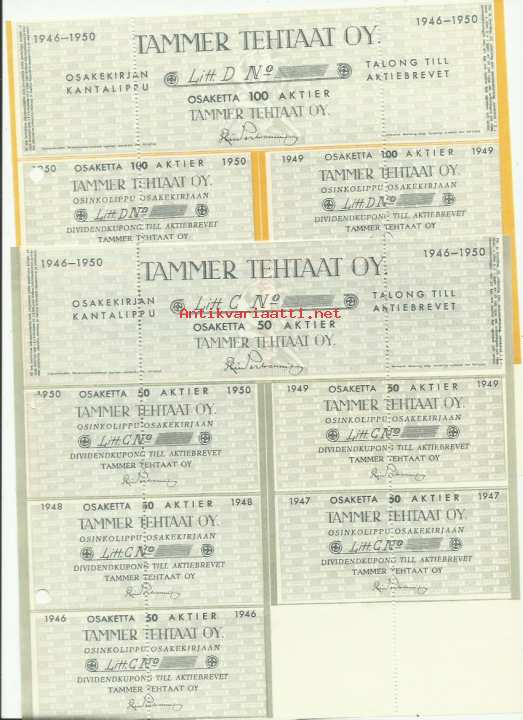 1946–1950 1946–1950
TAMMER TEHTAAT OY.
OSAKEKIRJAN KANTALIPPU
Litt D No
TALONG TILL AKTIEBREVET
OSAKETTA 100 AKTIER
TAMMER TEHTAAT OY.
1950 OSAKETTA 100 AKTIER 1950
TAMMER TEHTAAT OY.
OSINKOLIPPU OSAKEKIRJAAN
Litt D No
DIVIDENDKUPONG TILL AKTIEBREVET
TAMMER TEHTAAT OY
1949 OSAKETTA 100 AKTIER 1949
TAMMER TEHTAAT OY.
OSINKOLIPPU OSAKEKIRJAAN
Litt D No
DIVIDENDKUPONG TILL AKTIEBREVET
TAMMER TEHTAAT OY.
1946–1950 1946–1950
TAMMER TEHTAAT OY.
OSAKEKIRJAN KANTALIPPU
Litt C No
TALONG TILL AKTIEBREVET
Antikvariaatti.net
OSAKETTA 50 AKTIER
TAMMER TEHTAAT OY.
1950 OSAKETTA 50 AKTIER 1950
TAMMER TEHTAAT OY.
OSINKOLIPPU OSAKEKIRJAAN
Litt C No
DIVIDENDKUPONG TILL AKTIEBREVET
TAMMER TEHTAAT OY
1949 OSAKETTA 50 AKTIER 1949
TAMMER TEHTAAT OY.
OSINKOLIPPU OSAKEKIRJAAN
Litt C No
DIVIDENDKUPONG TILL AKTIEBREVET
TAMMER TEHTAAT OY
1948 OSAKETTA 50 AKTIER 1948
TAMMER TEHTAAT OY.
OSINKOLIPPU OSAKEKIRJAAN
Litt C No
DIVIDENDKUPONG TILL AKTIEBREVET
TAMMER TEHTAAT OY
1947 OSAKETTA 50 AKTIER 1947
TAMMER TEHTAAT OY.
OSINKOLIPPU OSAKEKIRJAAN
Litt C No
DIVIDENDKUPONG TILL AKTIEBREVET
TAMMER TEHTAAT OY
1946 OSAKETTA 50 AKTIER 1946
TAMMER TEHTAAT OY.
OSINKOLIPPU OSAKEKIRJAAN
Litt C No
DIVIDENDKUPONG TILL AKTIEBREVET
TAMMER TEHTAAT OY